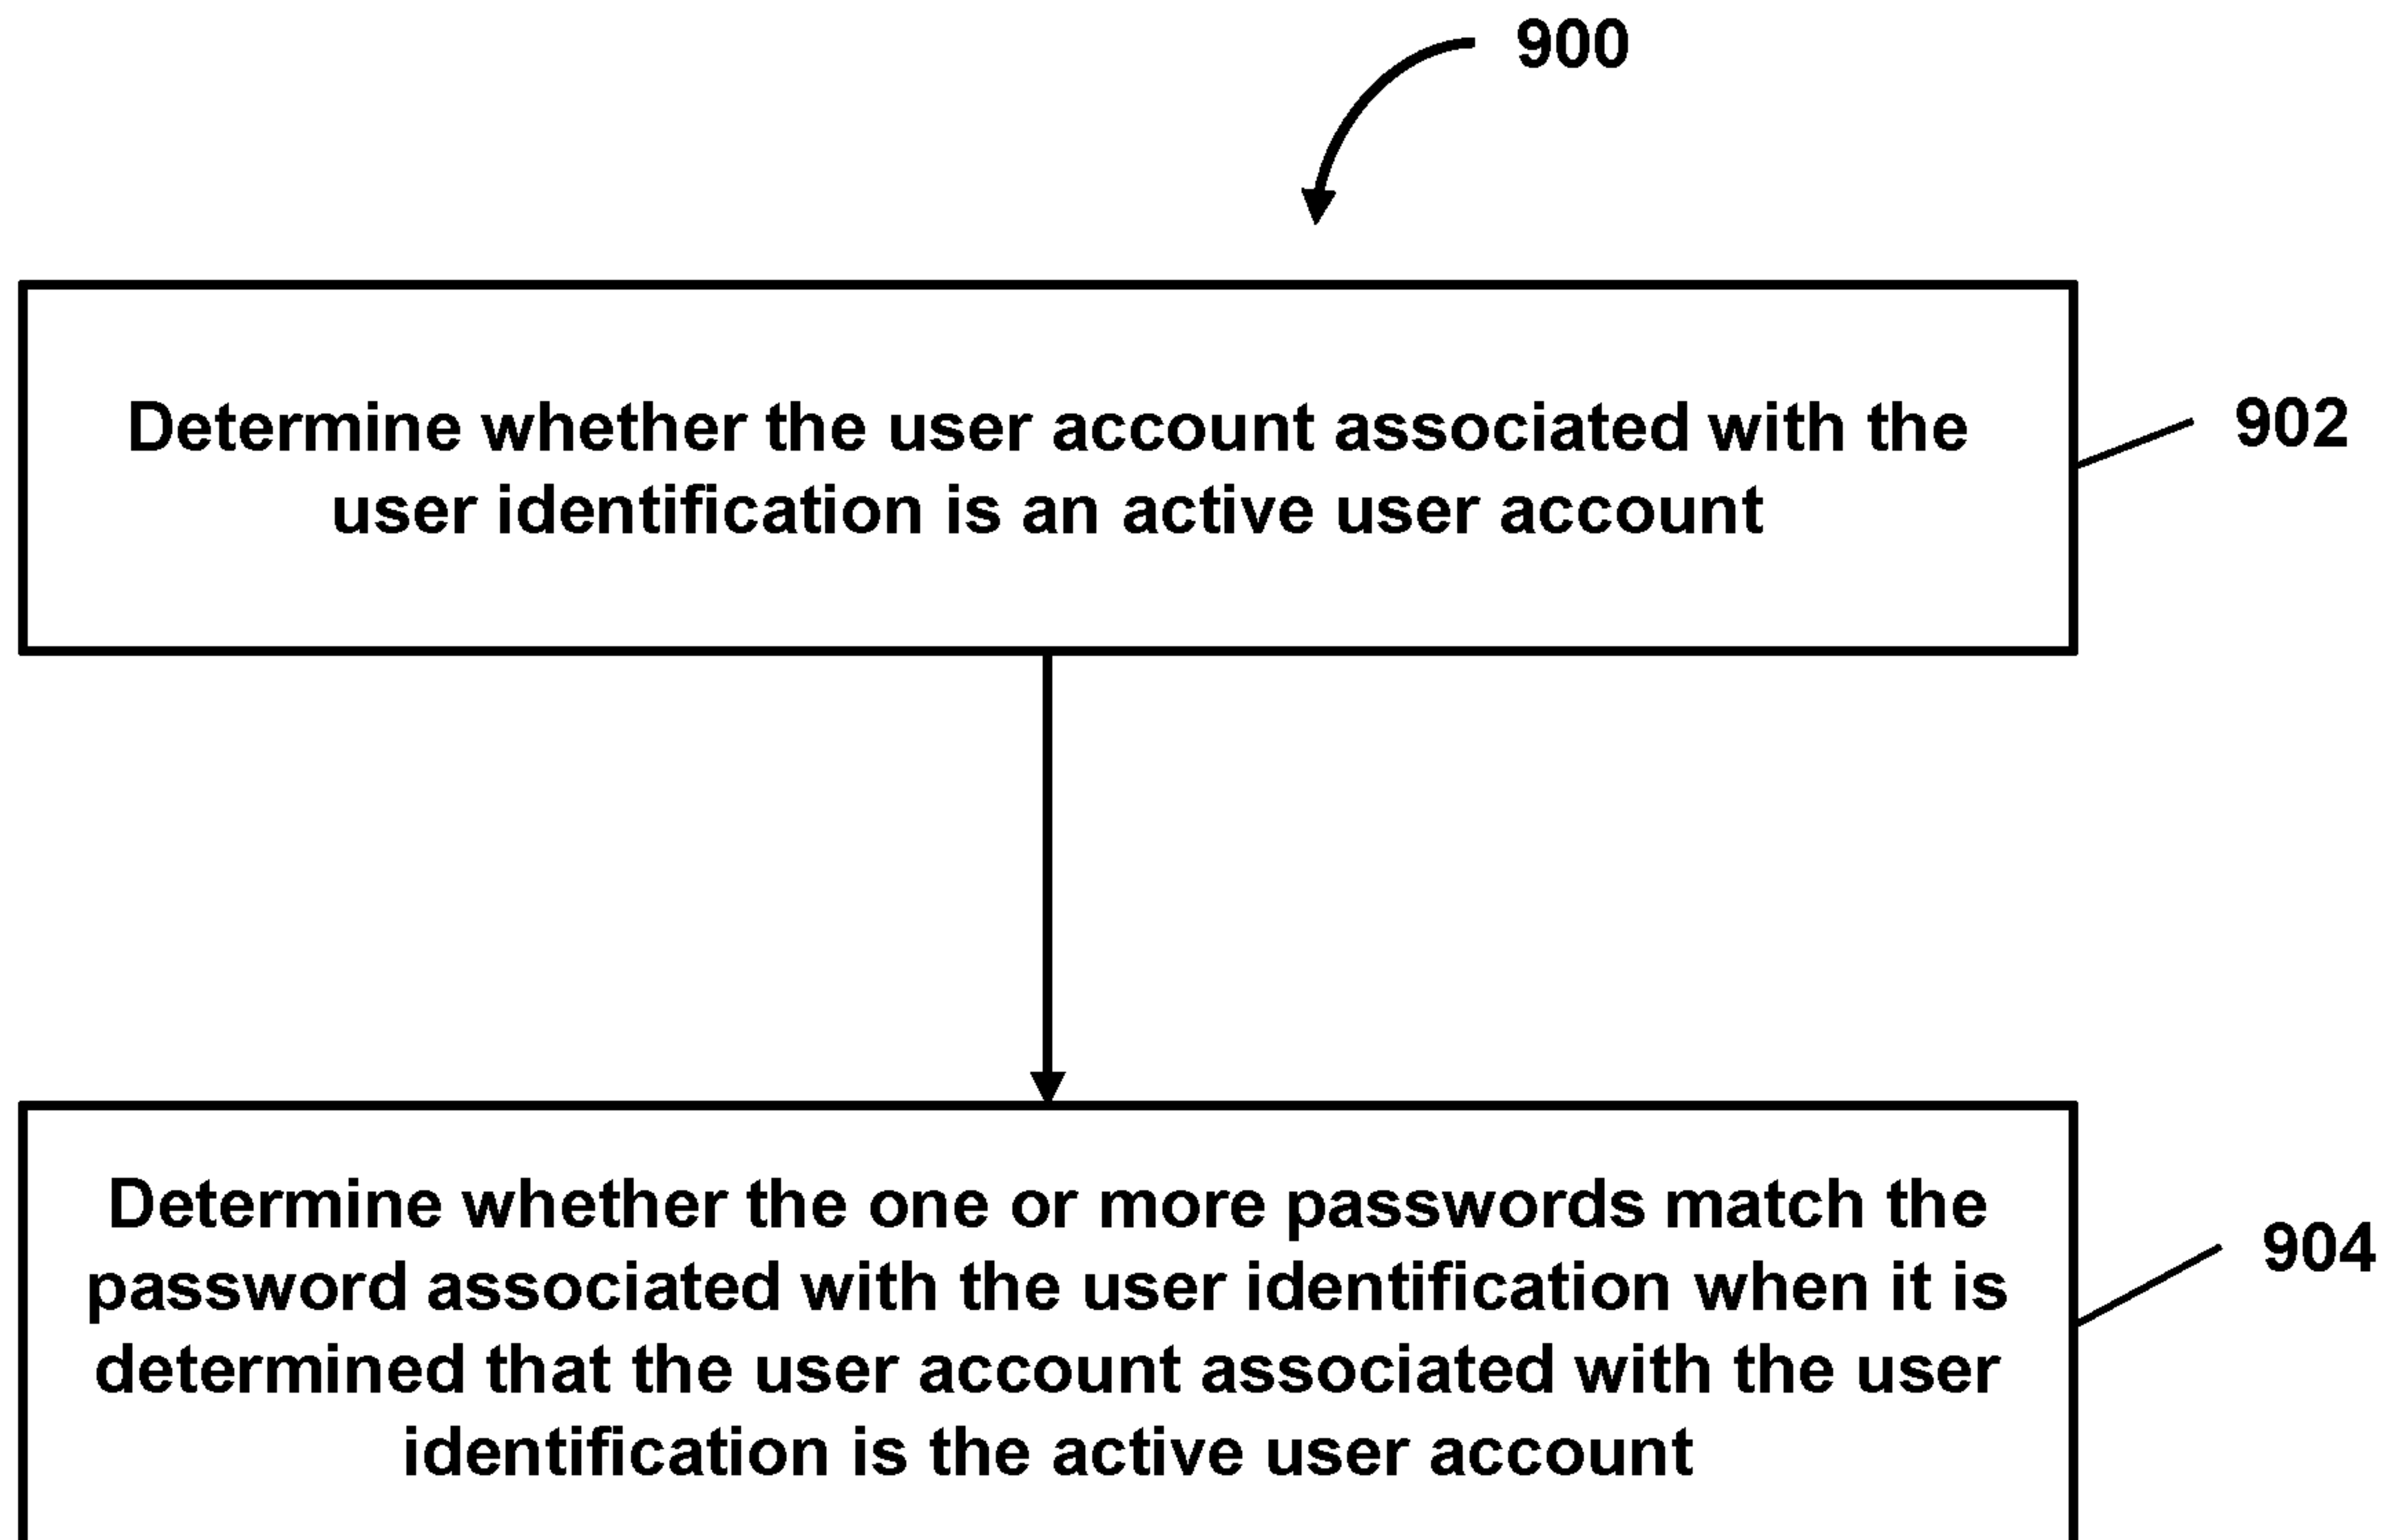 900
Determine whether the user account associated with the
user identification is an active user account
902
Determine whether the one or more passwords match the
password associated with the user identification when it is
determined that the user account associated with the user
identification is the active user account
904